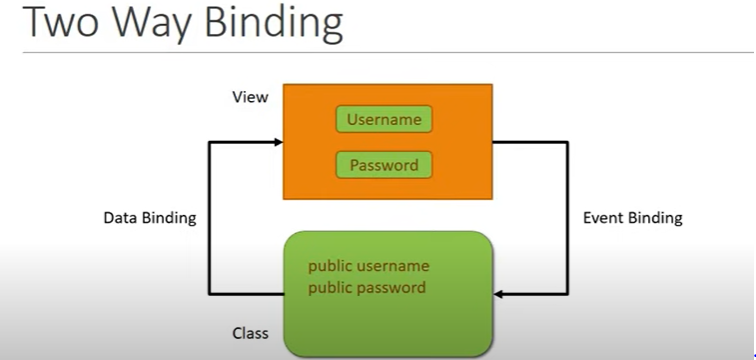 Two Way Binding
View
Username
Password
Data Binding
Event Binding
public username
public password
Class